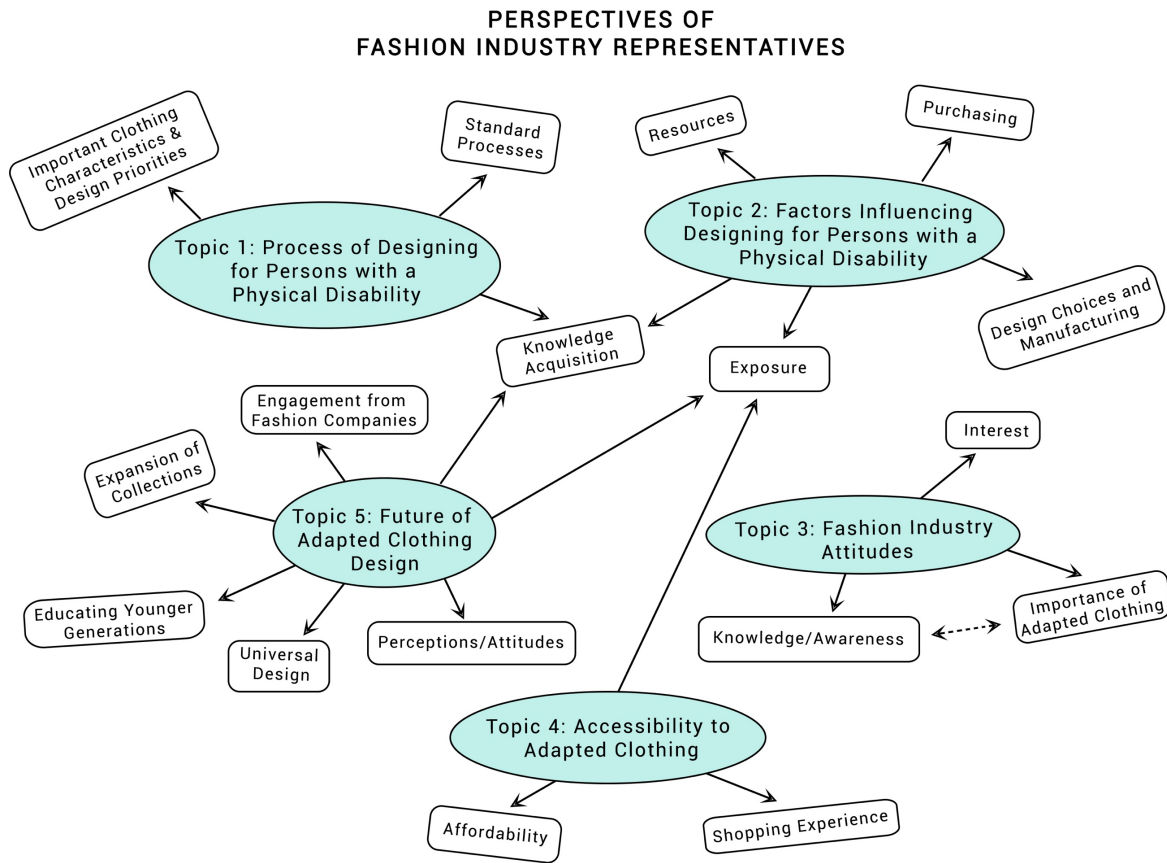 PERSPECTIVES OF
FASHION INDUSTRY REPRESENTATIVES
Important Clothing
Characteristics &
Design Priorities
Standard
Processes
Topic 1: Process of Designing
for Persons with a
Physical Disability
Resources
Purchasing
Topic 2: Factors Influencing
Designing for Persons with a
Physical Disability
Design Choices and
Manufacturing
Knowledge
Acquisition
Exposure
Engagement from
Fashion Companies
Expansion of
Collections
Topic 5: Future of
Adapted Clothing
Design
Educating Younger
Generations
Universal
Design
Perceptions/Attitudes
Interest
Topic 3: Fashion Industry
Attitudes
Knowledge/Awareness
Importance of
Adapted Clothing
Topic 4: Accessibility to
Adapted Clothing
Affordability
Shopping Experience